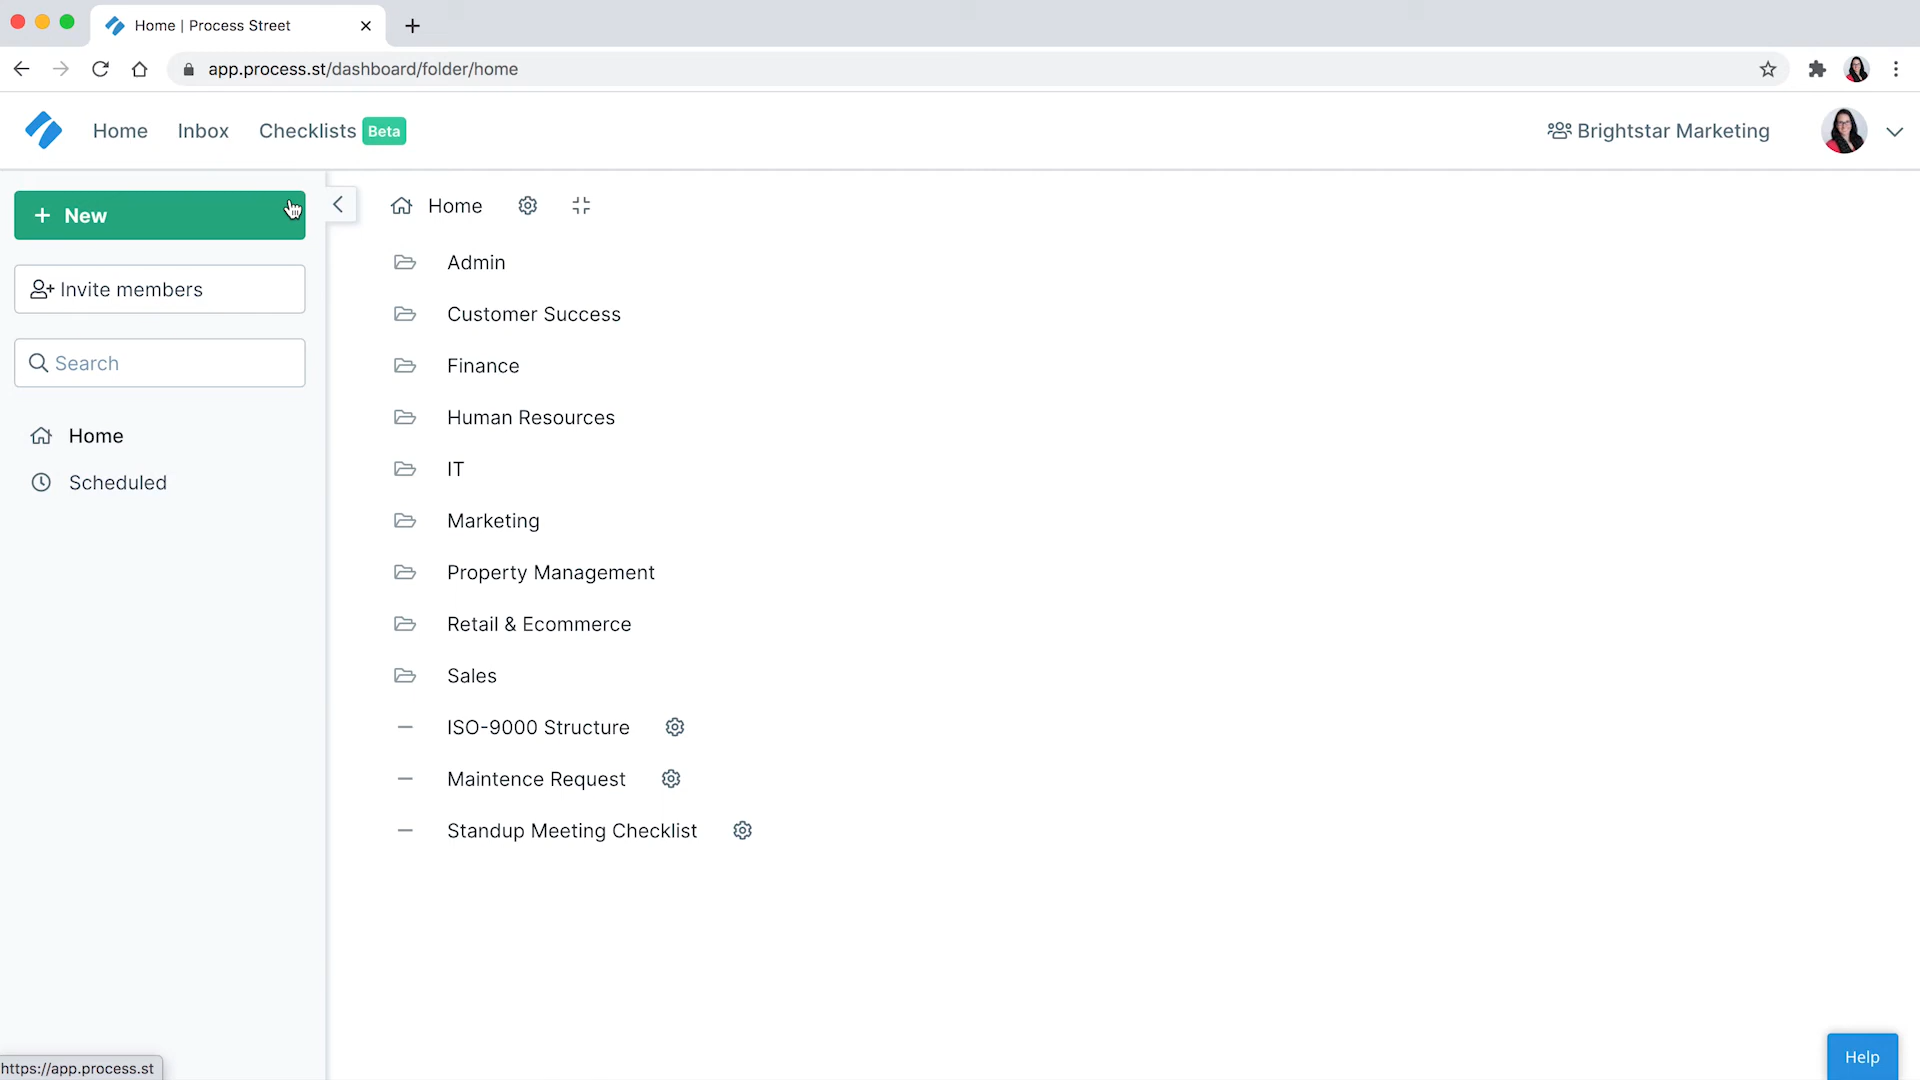 Home | Process Street
app.process.st/dashboard/folder/home
Home
Inbox
Checklists Beta
Brightstar Marketing
+ New
Invite members
Search
Home
Scheduled
Home
Admin
Customer Success
Finance
Human Resources
IT
Marketing
Property Management
Retail & Ecommerce
Sales
ISO-9000 Structure
Maintence Request
Standup Meeting Checklist
Help
https://app.process.st